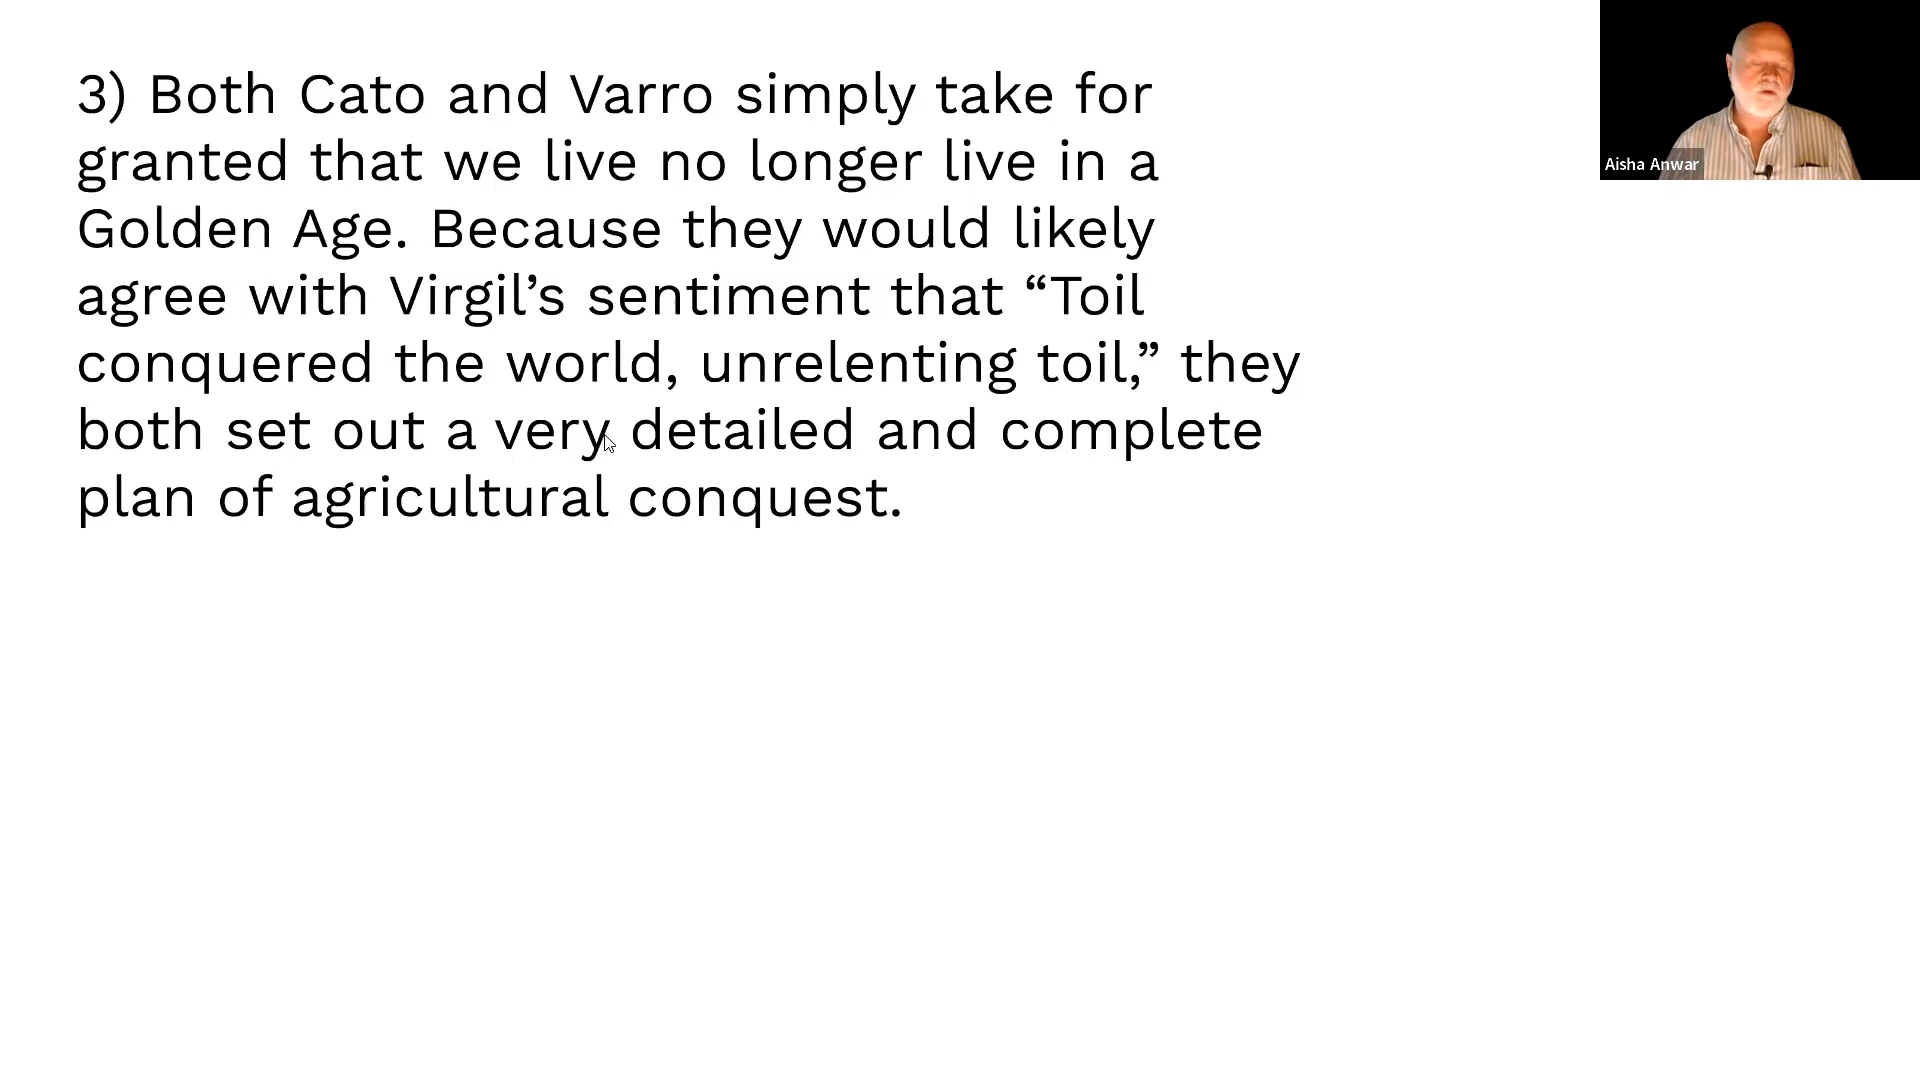 3) Both Cato and Varro simply take for
granted that we live no longer live in a
Golden Age. Because they would likely
agree with Virgil’s sentiment that “Toil
conquered the world, unrelenting toil,” they
both set out a very detailed and complete
plan of agricultural conquest.
Aisha Anwar